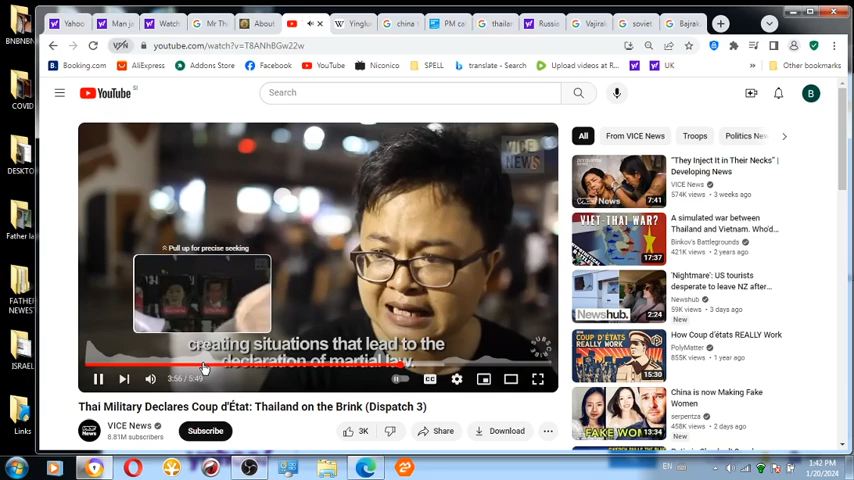 BNBNBN
COVID
DESKTO
Father la
FATHER
NEWEST
ISRAEL
Links
Yahoo
Man ja
Watch
Mr Th
About
Yinglu
china t
PM ca
thailar
Russia
Vajirak
soviet
Bajrak
VPN
youtube.com/watch?v=T8ANhBGw22w
Booking.com
AliExpress
Addons Store
Facebook
YouTube
Niconico
SPELL
translate - Search
Upload videos at R...
UK
Other bookmarks
YouTube SI
Search
B
VICE NEWS
Pull up for precise seeking
creating situations that lead to the
declaration of martial law.
3:56 / 5:49
CC
Thai Military Declares Coup d'État: Thailand on the Brink (Dispatch 3)
VICE News
8.81M subscribers
Subscribe
3K
Share
Download
All
From VICE News
Troops
Politics New
"They Inject It in Their Necks" |
Developing News
VICE News
574K views • 3 weeks ago
7:41
VIET-THAI WAR?
17:37
A simulated war between
Thailand and Vietnam. Who'd...
Binkov's Battlegrounds
421K views • 2 years ago
Newshub.
2:24
'Nightmare': US tourists
desperate to leave NZ after...
Newshub
59K views • 3 days ago
New
COUP D'ÉTATS
REALLY WORK
15:30
How Coup d'états REALLY Work
PolyMatter
855K views • 1 year ago
FAKE WOMEN
13:34
China is now Making Fake
Women
serpentza
458K views • 2 days ago
New
EN
1:42 PM
1/20/2024